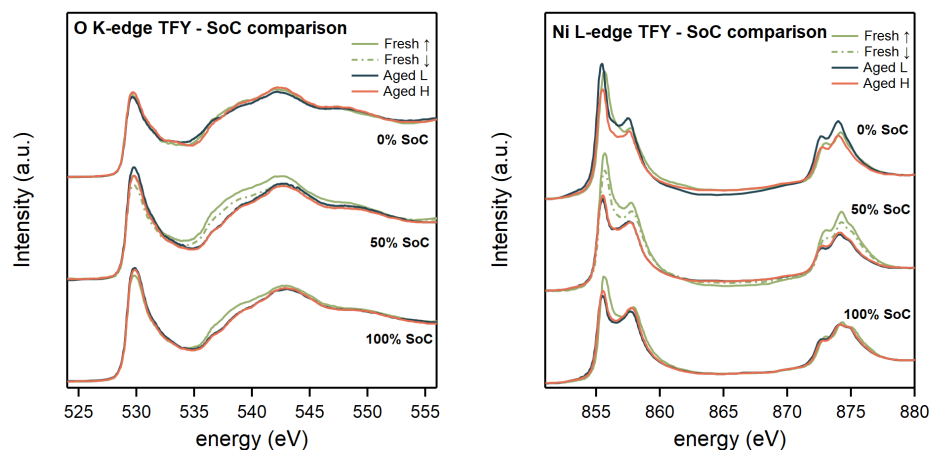 O K-edge TFY - SoC comparison
Fresh ↑
Fresh ↓
Aged L
Aged H
0% SoC
50% SoC
100% SoC
Intensity (a.u.)
525 530 535 540 545 550 555
energy (eV)
Ni L-edge TFY - SoC comparison
Fresh ↑
Fresh ↓
Aged L
Aged H
0% SoC
50% SoC
100% SoC
Intensity (a.u.)
855 860 865 870 875 880
energy (eV)